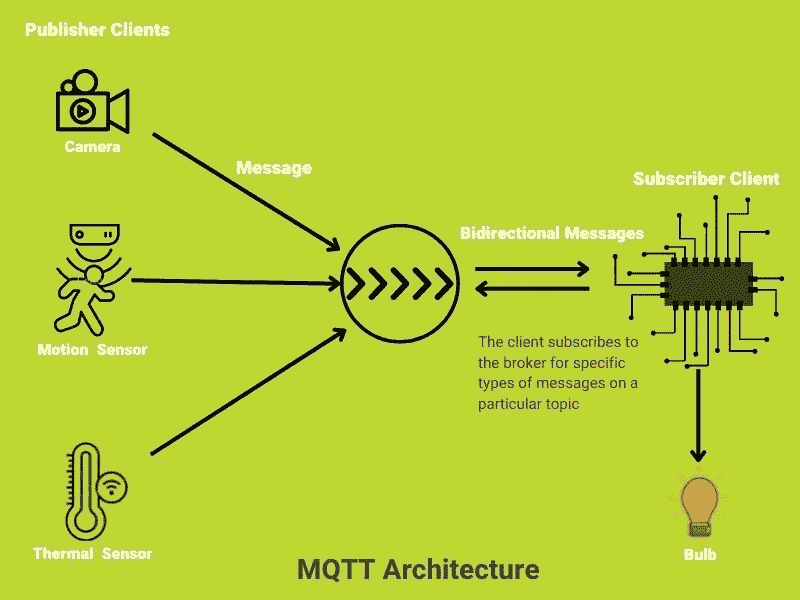 Publisher Clients
Camera
Message
Subscriber Client
Bidirectional Messages
Motion Sensor
The client subscribes to
the broker for specific
types of messages on a
particular topic
Thermal Sensor
Bulb
MQTT Architecture